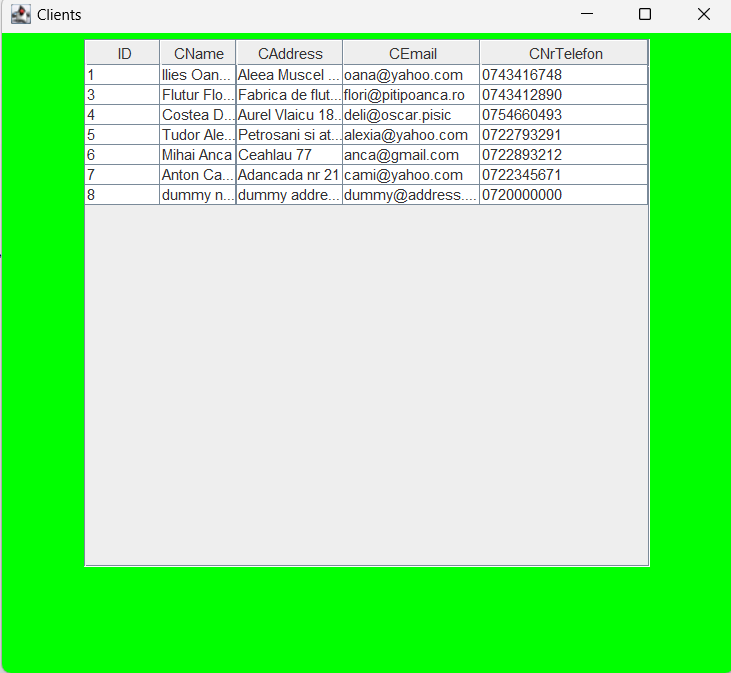 Clients
ID CName CAddress CEmail CNrTelefon
1 Ilies Oan... Aleea Muscel ... oana@yahoo.com 0743416748
3 Flutur Flo... Fabrica de flut... flori@pitipoanca.ro 0743412890
4 Costea D... Aurel Vlaicu 18... deli@oscar.pisic 0754660493
5 Tudor Ale... Petrosani si at... alexia@yahoo.com 0722793291
6 Mihai Anca Ceahlau 77 anca@gmail.com 0722893212
7 Anton Ca... Adancada nr 21 cami@yahoo.com 0722345671
8 dummy n... dummy addre... dummy@address.... 0720000000